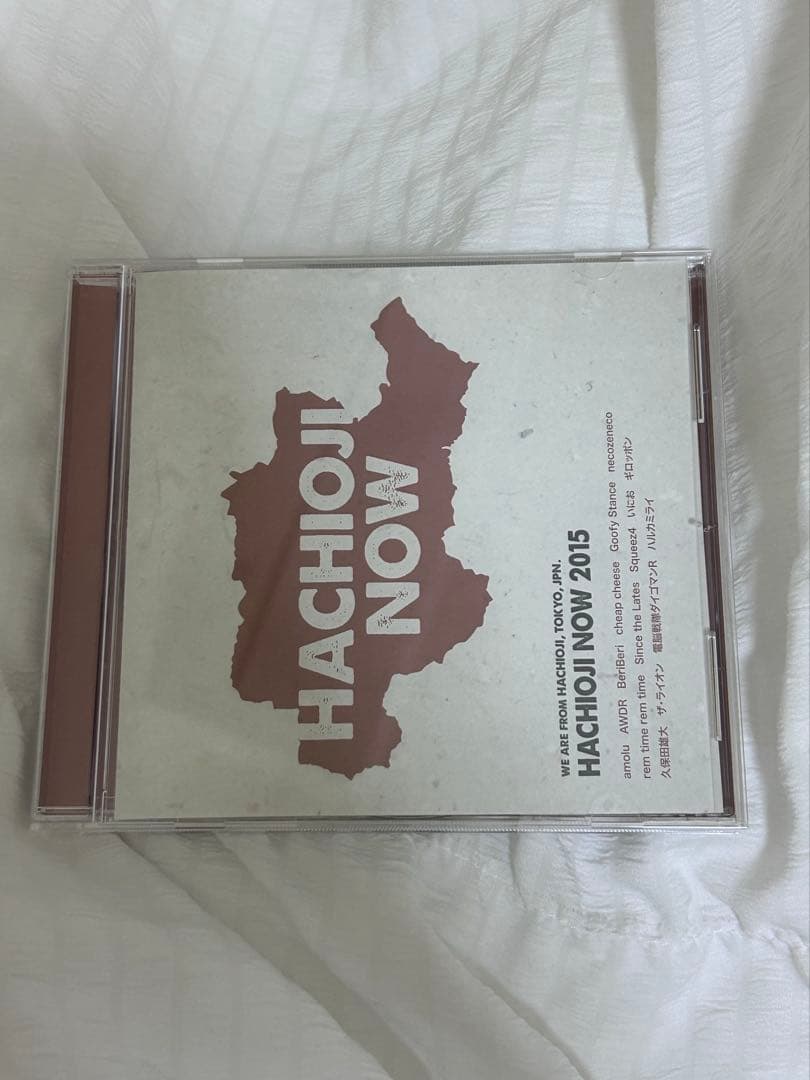 HACHIOJI
NOW
WE ARE FROM HACHIOJI, TOKYO, JPN.
HACHIOJI NOW 2015
amolu AWDR BeriBeri cheap cheese Goofy Stance necozeneco
rem time rem time Since the Lates Squeez4 いにお ギロッポン
久保田雄大 ザ・ライオン 電脳戦隊ダイゴマンR ハルカミライ